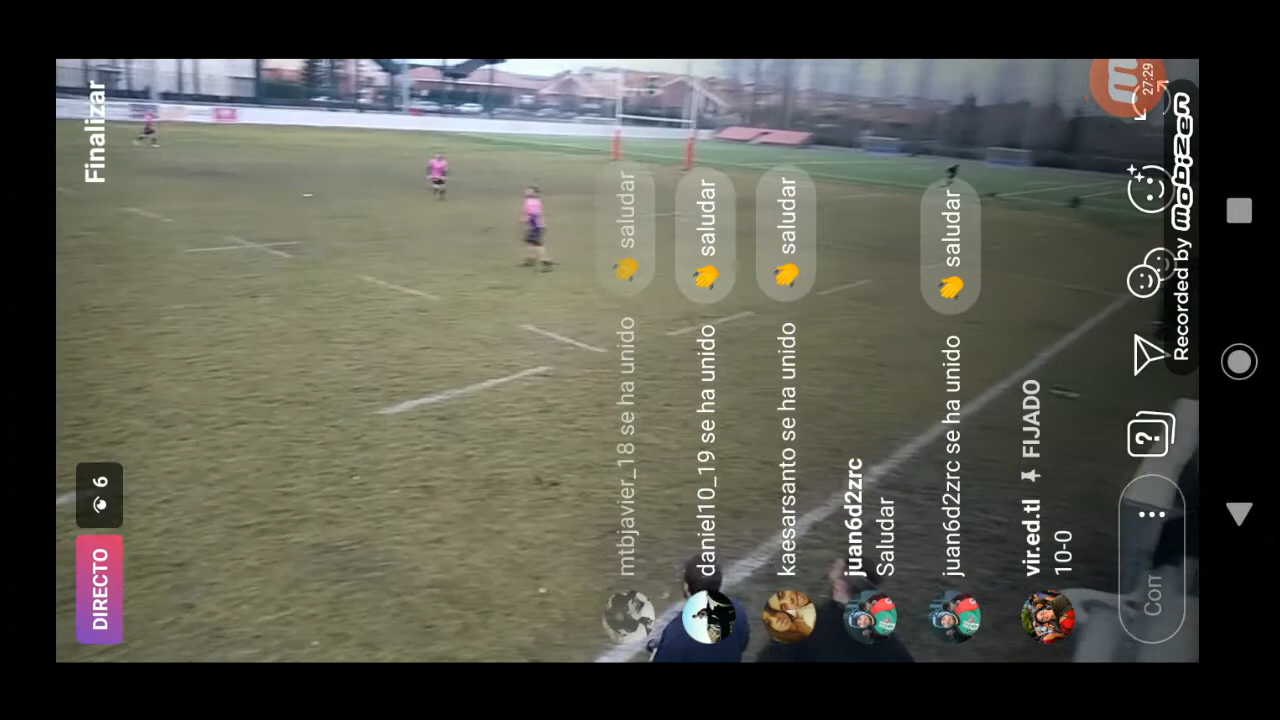 Finalizar
DIRECTO
6
mtbjavier_18 se ha unido
👏 saludar
daniel10_19 se ha unido
👏 saludar
kaesarsanto se ha unido
👏 saludar
juan6d2zrc
Saludar
juan6d2zrc se ha unido
👏 saludar
vir.ed.tl FIJADO
10-0
Com
?
27:29
Recorded by mobizen